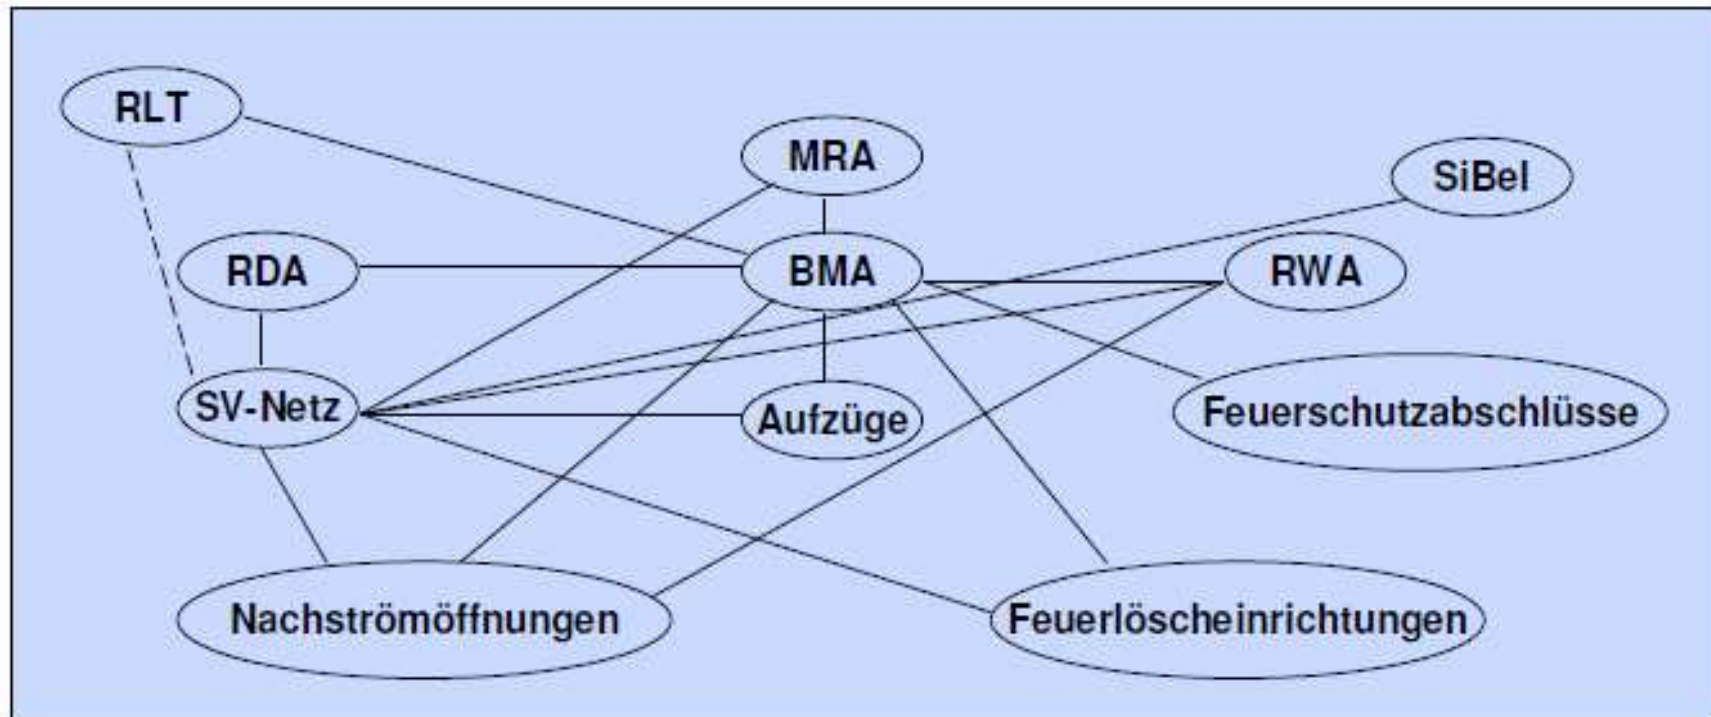 RLT
MRA
SiBel
RDA
BMA
RWA
SV-Netz
Aufzüge
Feuerschutzabschlüsse
Nachströmöffnungen
Feuerlöscheinrichtungen